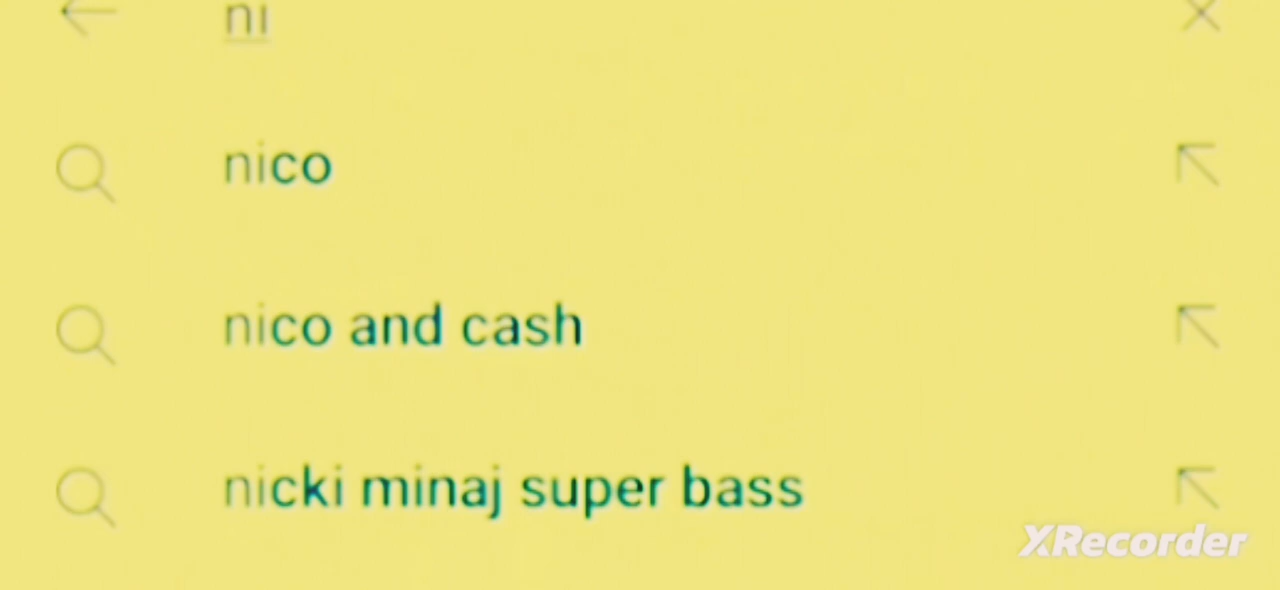 ni
nico
nico and cash
nicki minaj super bass
XRecorder